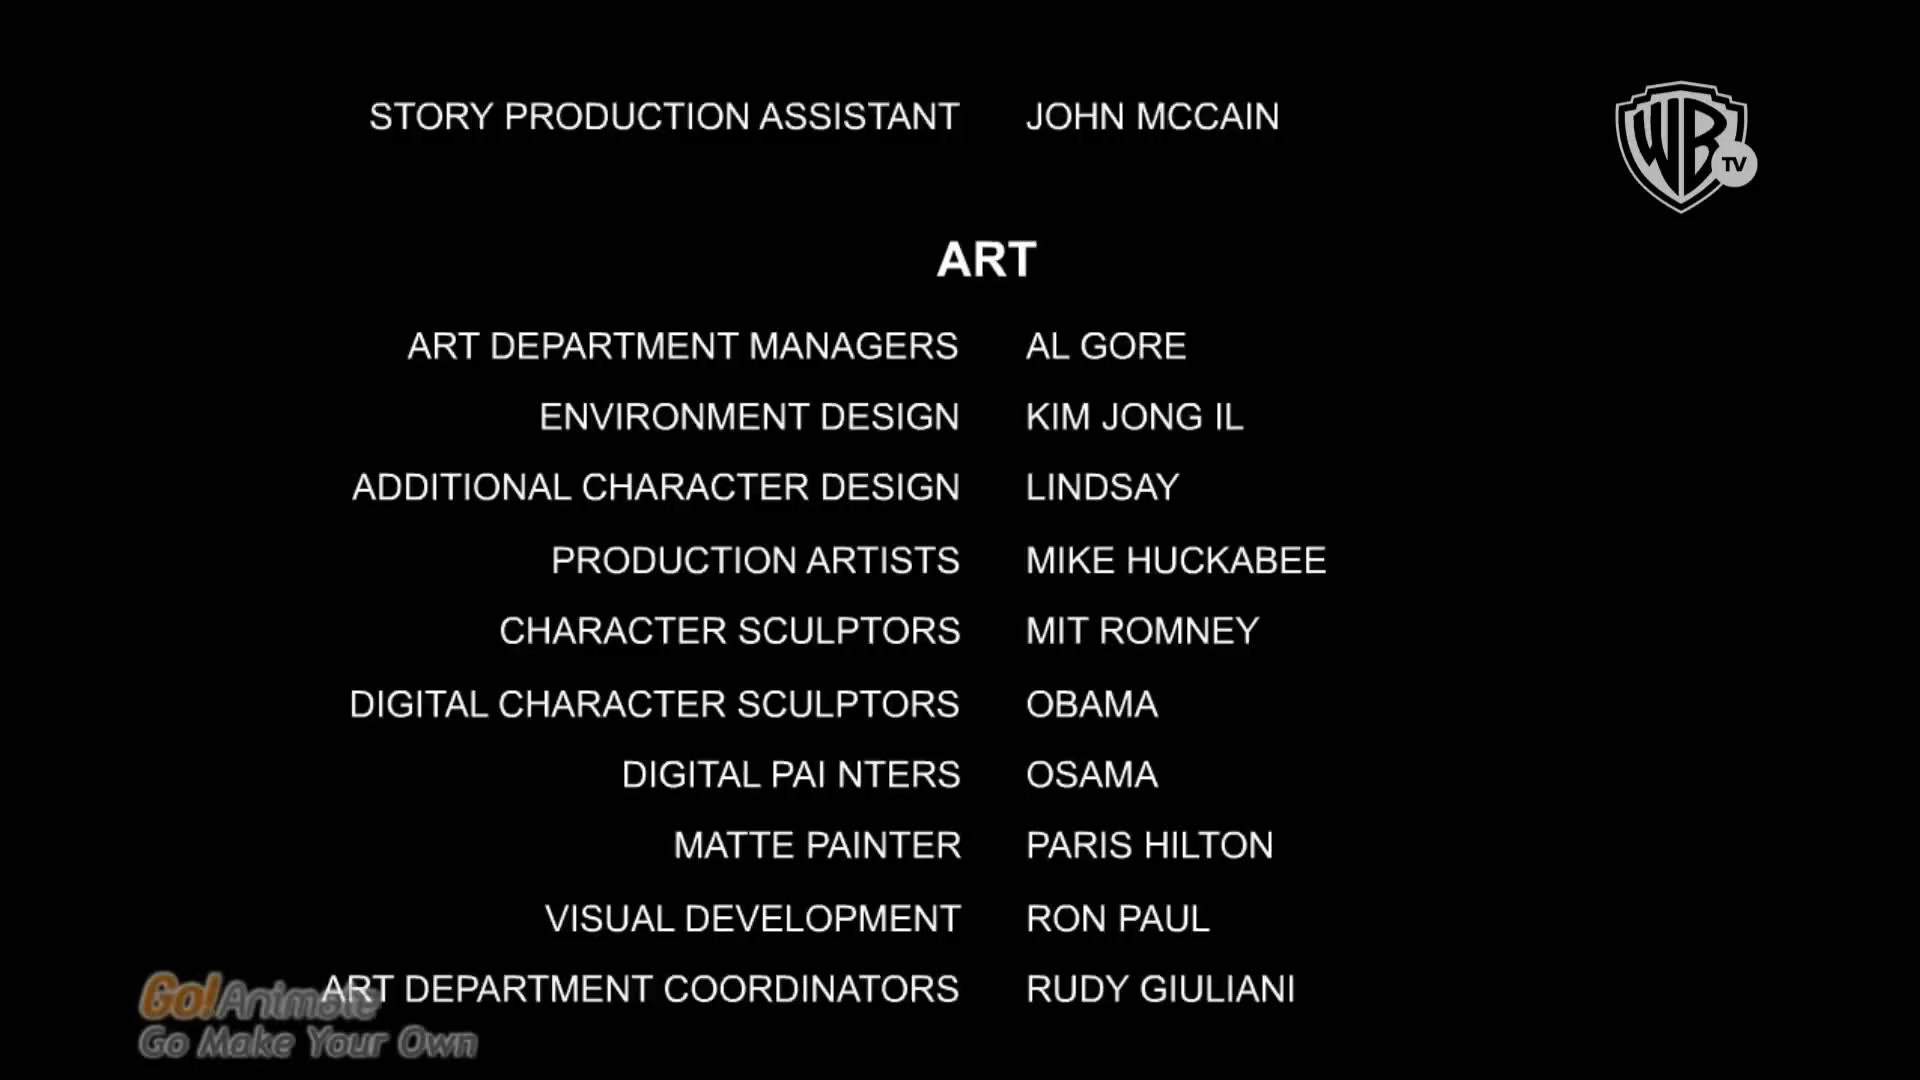 STORY PRODUCTION ASSISTANT JOHN MCCAIN
WB TV
ART
ART DEPARTMENT MANAGERS AL GORE
ENVIRONMENT DESIGN KIM JONG IL
ADDITIONAL CHARACTER DESIGN LINDSAY
PRODUCTION ARTISTS MIKE HUCKABEE
CHARACTER SCULPTORS MIT ROMNEY
DIGITAL CHARACTER SCULPTORS OBAMA
DIGITAL PAI NTERS OSAMA
MATTE PAINTER PARIS HILTON
VISUAL DEVELOPMENT RON PAUL
ART DEPARTMENT COORDINATORS RUDY GIULIANI
Go!Animate
Go Make Your Own